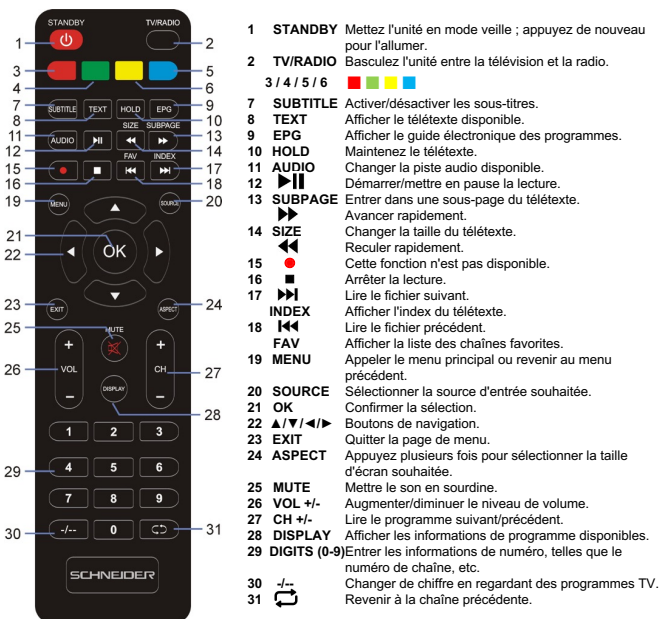 STANDBY TV/RADIO
1 2
3 5
4 6
7 SUBTITLE TEXT HOLD EPG 9
8 10
SIZE SUBPAGE
11 AUDIO ▶II ◀◀ ▶▶ 13
12 14
FAV INDEX
15 ● ■ I◀◀ ▶▶I 17
16 18
19 MENU SOURCE 20
▲
21
22 ◀ OK ▶
▼
23 EXIT ASPECT 24
25 MUTE
+ +
26 VOL CH 27
DISPLAY
− −
28
1 2 3
29 4 5 6
7 8 9
30 -/-- 0 31
SCHNEIDER
1 STANDBY Mettez l'unité en mode veille ; appuyez de nouveau
pour l'allumer.
2 TV/RADIO Basculez l'unité entre la télévision et la radio.
3 / 4 / 5 / 6
7 SUBTITLE Activer/désactiver les sous-titres.
8 TEXT Afficher le télétexte disponible.
9 EPG Afficher le guide électronique des programmes.
10 HOLD Maintenez le télétexte.
11 AUDIO Changer la piste audio disponible.
12 ▶II Démarrer/mettre en pause la lecture.
13 SUBPAGE Entrer dans une sous-page du télétexte.
▶▶ Avancer rapidement.
14 SIZE Changer la taille du télétexte.
◀◀ Reculer rapidement.
15 ● Cette fonction n'est pas disponible.
16 ■ Arrêter la lecture.
17 ▶▶I Lire le fichier suivant.
INDEX Afficher l'index du télétexte.
18 I◀◀ Lire le fichier précédent.
FAV Afficher la liste des chaînes favorites.
19 MENU Appeler le menu principal ou revenir au menu
précédent.
20 SOURCE Sélectionner la source d'entrée souhaitée.
21 OK Confirmer la sélection.
22 ▲/▼/◀/▶ Boutons de navigation.
23 EXIT Quitter la page de menu.
24 ASPECT Appuyez plusieurs fois pour sélectionner la taille
d'écran souhaitée.
25 MUTE Mettre le son en sourdine.
26 VOL +/- Augmenter/diminuer le niveau de volume.
27 CH +/- Lire le programme suivant/précédent.
28 DISPLAY Afficher les informations de programme disponibles.
29 DIGITS (0-9) Entrer les informations de numéro, telles que le
numéro de chaîne, etc.
30 -/-- Changer de chiffre en regardant des programmes TV.
31 Revenir à la chaîne précédente.